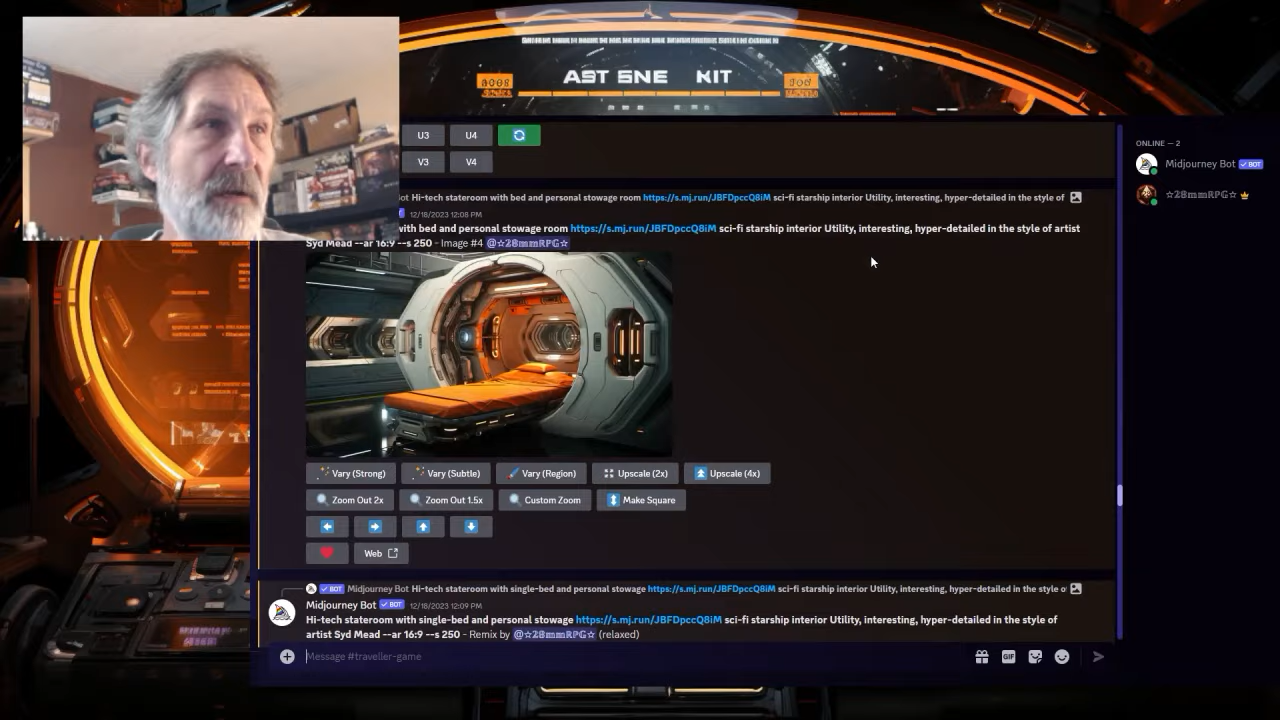 AST SNE KIT
U3 U4
V3 V4
ONLINE — 2
Midjourney Bot ✓ BOT
☆28mmRPG☆
ot Hi-tech stateroom with bed and personal stowage room https://s.mj.run/JBFDpccQ8iM sci-fi starship interior Utility, interesting, hyper-detailed in the style of
12/18/2023 12:08 PM
with bed and personal stowage room https://s.mj.run/JBFDpccQ8iM sci-fi starship interior Utility, interesting, hyper-detailed in the style of artist
Syd Mead --ar 16:9 --s 250 - Image #4 @☆28mmRPG☆
Vary (Strong) Vary (Subtle) Vary (Region) Upscale (2x) Upscale (4x)
Zoom Out 2x Zoom Out 1.5x Custom Zoom Make Square
Web
✓ BOT Midjourney Bot Hi-tech stateroom with single-bed and personal stowage https://s.mj.run/JBFDpccQ8iM sci-fi starship interior Utility, interesting, hyper-detailed in the style of
Midjourney Bot ✓ BOT 12/18/2023 12:09 PM
Hi-tech stateroom with single-bed and personal stowage https://s.mj.run/JBFDpccQ8iM sci-fi starship interior Utility, interesting, hyper-detailed in the style of
artist Syd Mead --ar 16:9 --s 250 - Remix by @☆28mmRPG☆ (relaxed)
Message #traveller-game
GIF